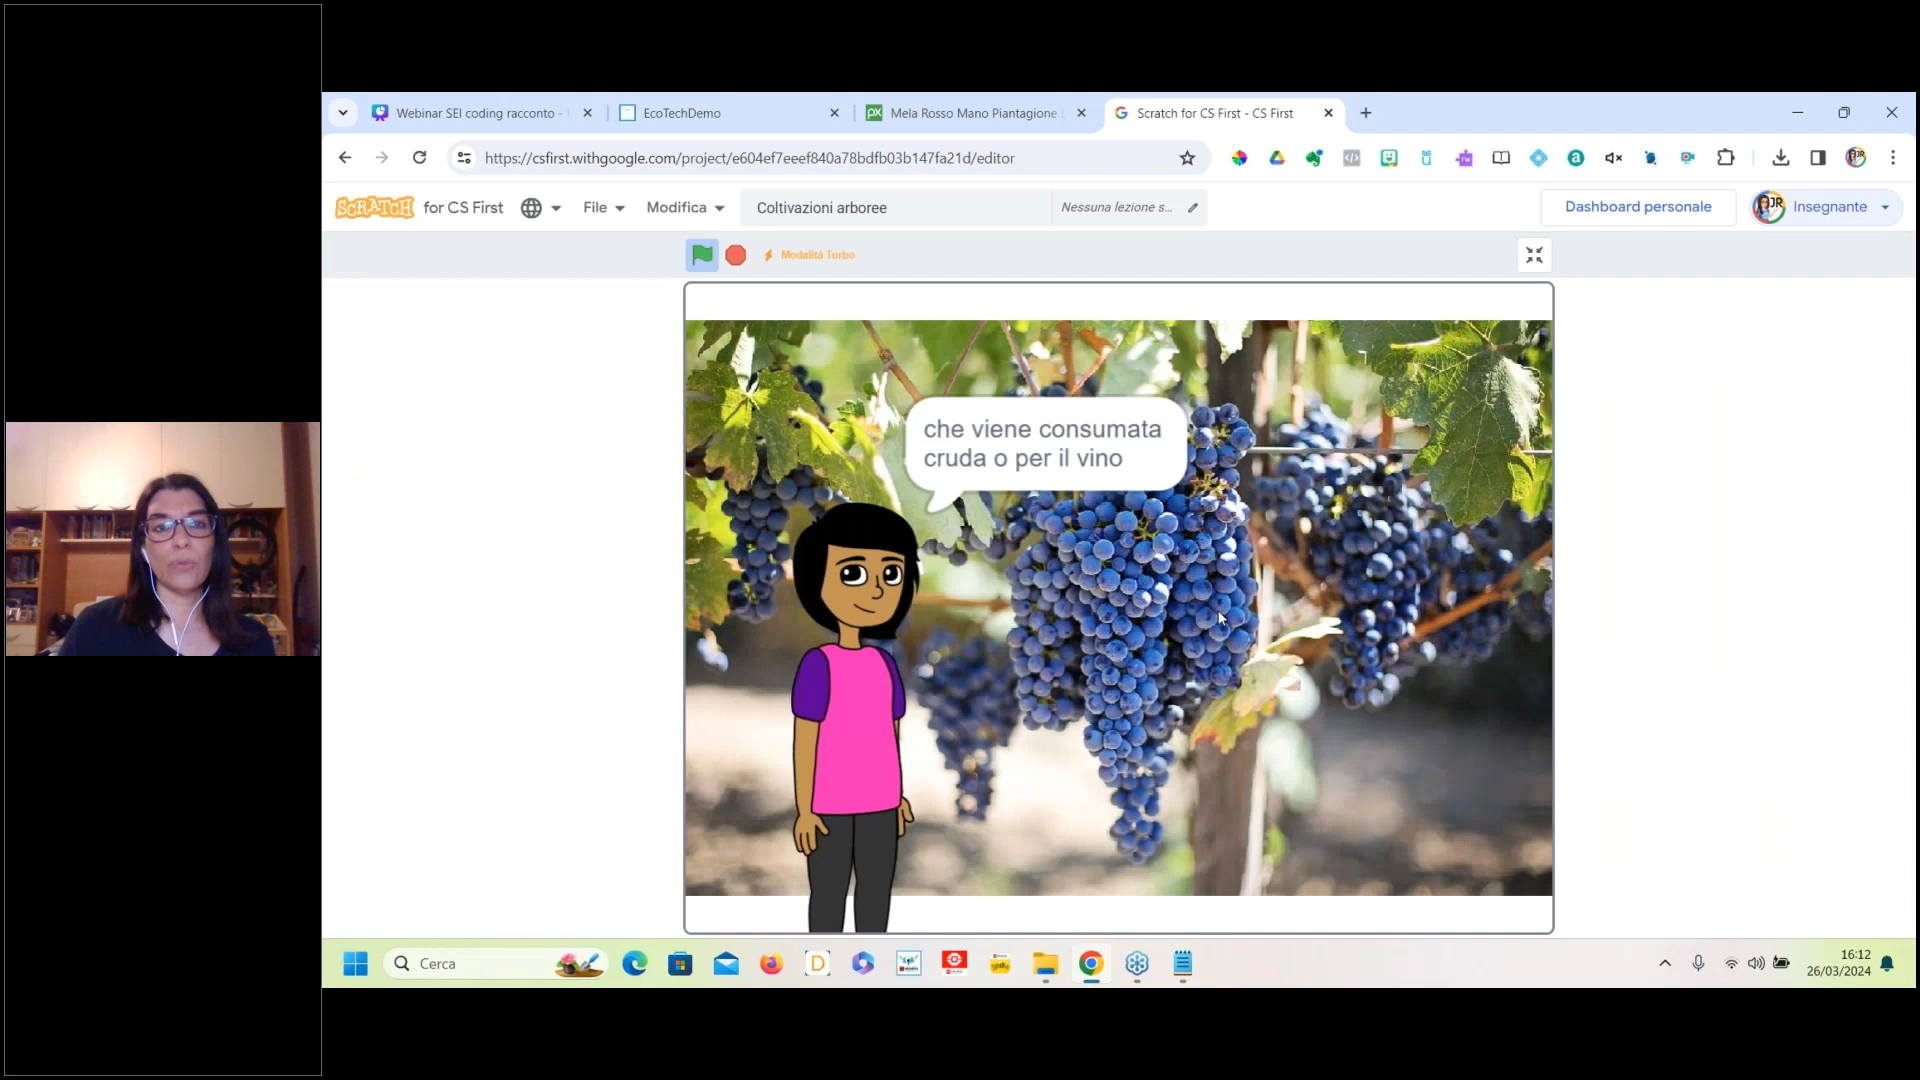 Webinar SEI coding racconto -
EcoTechDemo
Mela Rosso Mano Piantagione
Scratch for CS First - CS First
https://csfirst.withgoogle.com/project/e604ef7eeef840a78bdfb03b147fa21d/editor
SCRATCH for CS First
File
Modifica
Coltivazioni arboree
Nessuna lezione s...
Dashboard personale
JR
Insegnante
Modalità Turbo
che viene consumata
cruda o per il vino
Cerca
16:12
26/03/2024